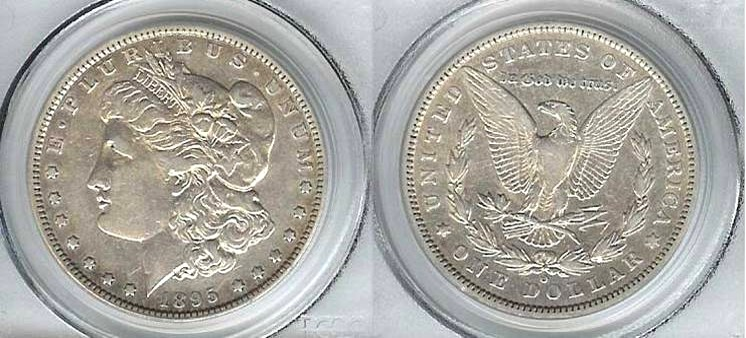 E·PLURIBUS·UNUM
LIBERTY
1895
UNITED STATES OF AMERICA
In God we trust.
O
ONE DOLLAR